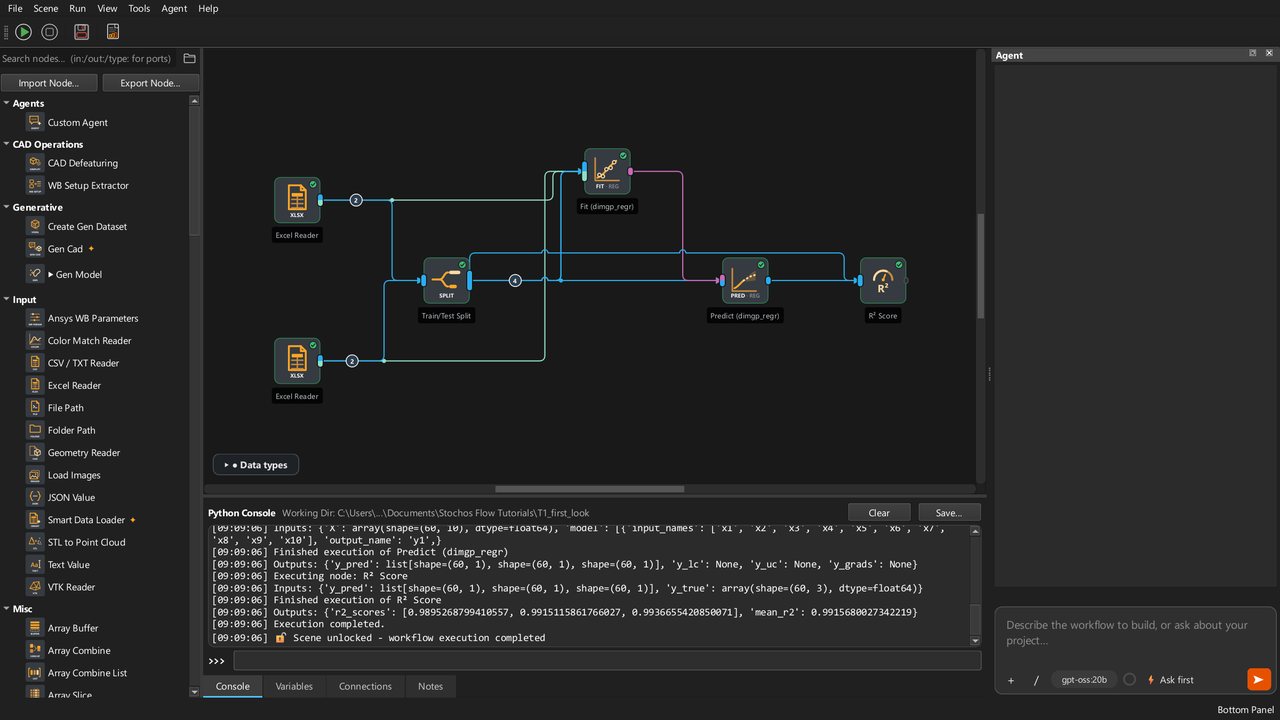 File Scene Run View Tools Agent Help
Search nodes... (in:/out:/type: for ports)
Import Node... Export Node...
Agents
Custom Agent
CAD Operations
CAD Defeaturing
WB Setup Extractor
Generative
Create Gen Dataset
Gen Cad
Gen Model
Input
Ansys WB Parameters
Color Match Reader
CSV / TXT Reader
Excel Reader
File Path
Folder Path
Geometry Reader
Load Images
JSON Value
Smart Data Loader
STL to Point Cloud
Text Value
VTK Reader
Misc
Array Buffer
Array Combine
Array Combine List
Array Slice
XLSX
Excel Reader
2
FIT · REG
Fit (dimgp_regr)
SPLIT
Train/Test Split
4
PRED · REG
Predict (dimgp_regr)
R²
R² Score
XLSX
Excel Reader
2
Data types
Python Console Working Dir: C:\Users\...\Documents\Stochos Flow Tutorials\T1_first_look
Clear Save...
[09:09:06] Inputs: {'X': array(shape=(60, 10), dtype=float64), 'model': [{'input_names': ['x1', 'x2', 'x3', 'x4', 'x5', 'x6', 'x7',
'x8', 'x9', 'x10'], 'output_name': 'y1',}
[09:09:06] Finished execution of Predict (dimgp_regr)
[09:09:06] Outputs: {'y_pred': list[shape=(60, 1), shape=(60, 1), shape=(60, 1)], 'y_lc': None, 'y_uc': None, 'y_grads': None}
[09:09:06] Executing node: R² Score
[09:09:06] Inputs: {'y_pred': list[shape=(60, 1), shape=(60, 1), shape=(60, 1)], 'y_true': array(shape=(60, 3), dtype=float64)}
[09:09:06] Finished execution of R² Score
[09:09:06] Outputs: {'r2_scores': [0.9895268799410557, 0.9915115861766027, 0.9936655420850071], 'mean_r2': 0.9915680027342219}
[09:09:06] Execution completed.
[09:09:06] 🔓 Scene unlocked - workflow execution completed
>>>
Console Variables Connections Notes
Agent
Describe the workflow to build, or ask about your
project...
+ / gpt-oss:20b Ask first
Bottom Panel